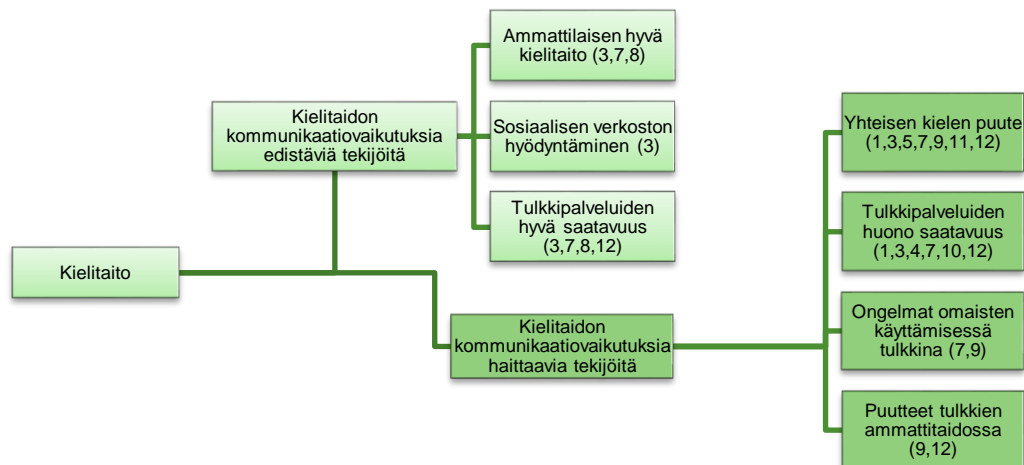 Kielitaito
Kielitaidon
kommunikaatiovaikutuksia
edistäviä tekijöitä
Ammattilaisen hyvä
kielitaito (3,7,8)
Sosiaalisen verkoston
hyödyntäminen (3)
Tulkkipalveluiden
hyvä saatavuus
(3,7,8,12)
Kielitaidon
kommunikaatiovaikutuksia
haittaavia tekijöitä
Yhteisen kielen puute
(1,3,5,7,9,11,12)
Tulkkipalveluiden
huono saatavuus
(1,3,4,7,10,12)
Ongelmat omaisten
käyttämisessä
tulkkina (7,9)
Puutteet tulkkien
ammattitaidossa
(9,12)